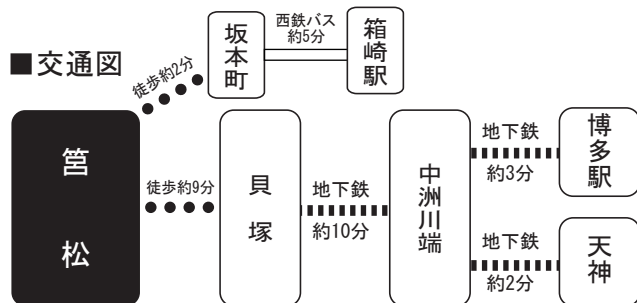 ■交通図
徒歩約2分
坂本町
西鉄バス
約5分
箱崎駅
筥松
徒歩約9分
貝塚
地下鉄
約10分
中洲川端
地下鉄
約3分
博多駅
地下鉄
約2分
天神